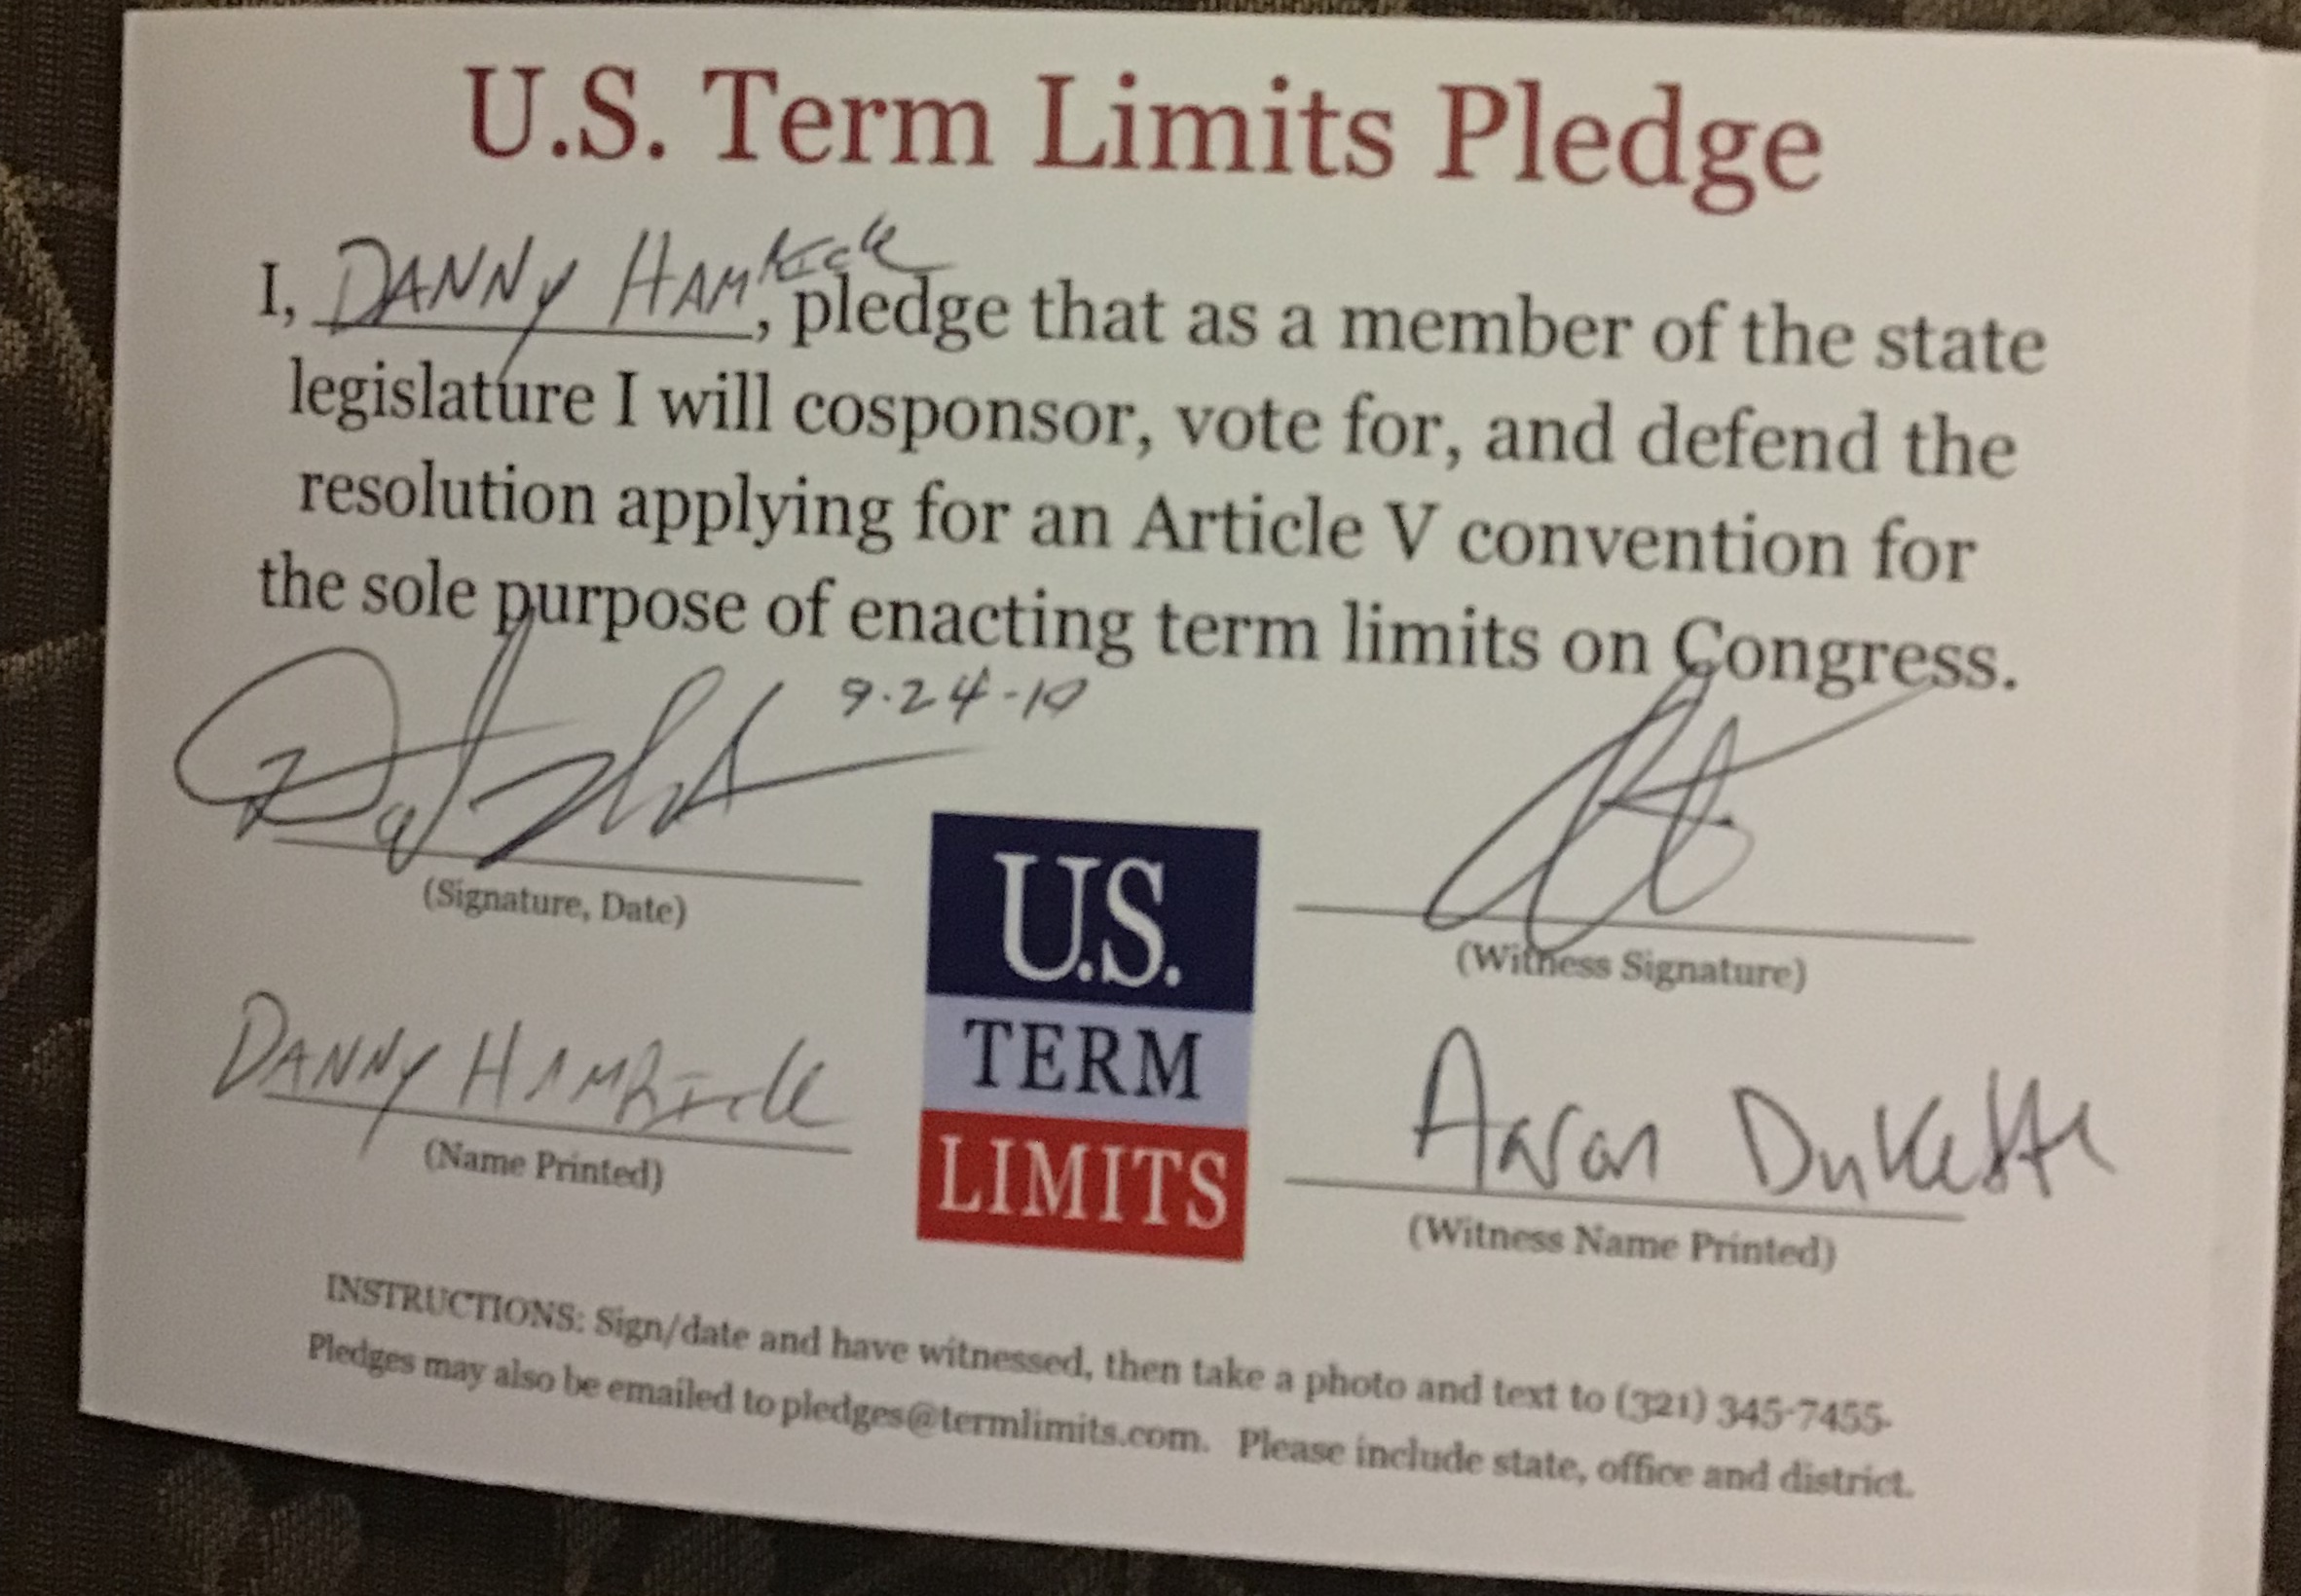 U.S. Term Limits Pledge
I, DANNY HAMRICK, pledge that as a member of the state
legislature I will cosponsor, vote for, and defend the
resolution applying for an Article V convention for
the sole purpose of enacting term limits on Congress.
9-24-10
(Signature, Date)
(Witness Signature)
DANNY HAMRICK
(Name Printed)
U.S.
TERM
LIMITS
Aaron Dukette
(Witness Name Printed)
INSTRUCTIONS: Sign/date and have witnessed, then take a photo and text to (321) 345-7455.
Pledges may also be emailed to pledges@termlimits.com. Please include state, office and district.